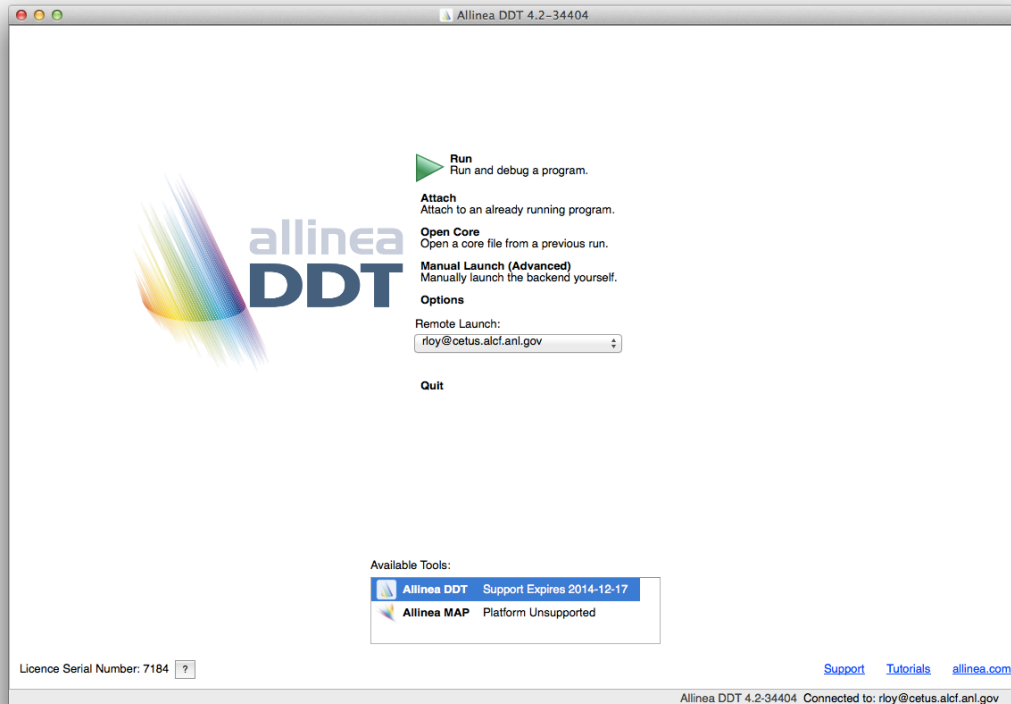 Allinea DDT 4.2-34404
Run
Run and debug a program.
Attach
Attach to an already running program.
Open Core
Open a core file from a previous run.
Manual Launch (Advanced)
Manually launch the backend yourself.
Options
Remote Launch:
rloy@cetus.alcf.anl.gov
Quit
allinea
DDT
Available Tools:
Allinea DDT Support Expires 2014-12-17
Allinea MAP Platform Unsupported
Licence Serial Number: 7184 ?
Support Tutorials allinea.com
Allinea DDT 4.2-34404 Connected to: rloy@cetus.alcf.anl.gov